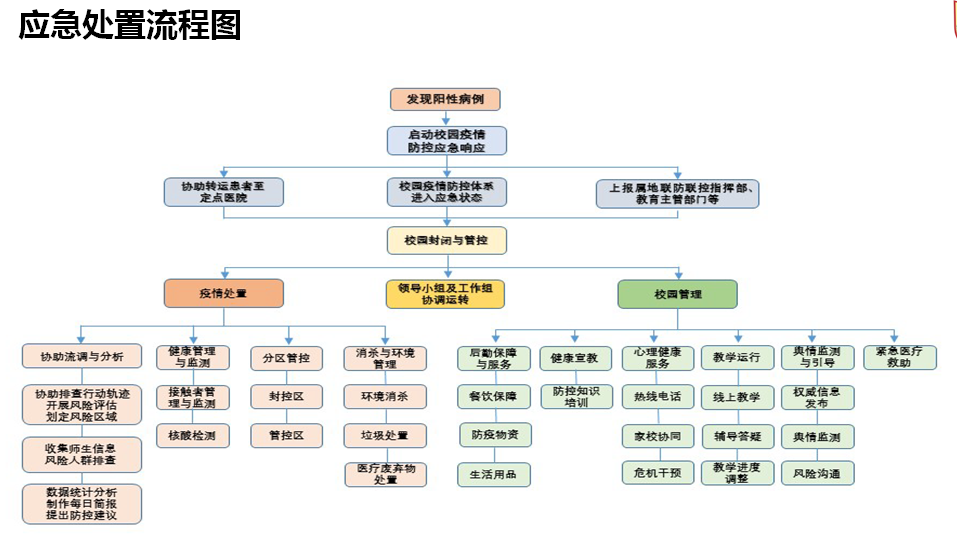 应急处置流程图
发现阳性病例
启动校园疫情
防控应急响应
协助转运患者至
定点医院
校园疫情防控体系
进入应急状态
上报属地联防联控指挥部、
教育主管部门等
校园封闭与管控
疫情处置
领导小组及工作组
协调运转
校园管理
协助流调与分析
健康管理
与监测
分区管控
消杀与环境
管理
后勤保障
与服务
健康宣教
心理健康
服务
教学运行
舆情监测
与引导
紧急医疗
救助
协助排查行动轨迹
开展风险评估
划定风险区域
接触者管
理与监测
封控区
环境消杀
餐饮保障
防控知识
培训
热线电话
线上教学
权威信息
发布
收集师生信息
风险人群排查
核酸检测
管控区
垃圾处置
防疫物资
家校协同
辅导答疑
舆情监测
数据统计分析
制作每日简报
提出防控建议
医疗废弃物
处置
生活用品
危机干预
教学进度
调整
风险沟通